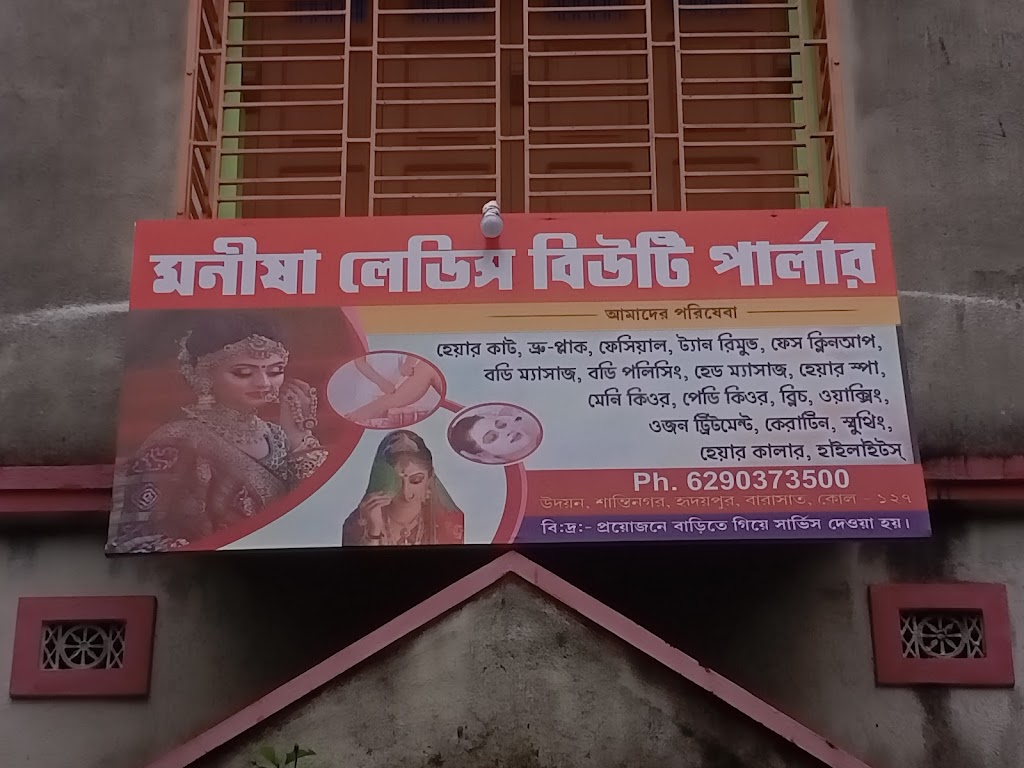 মনীষা লেডিস বিউটি পার্লার
আমাদের পরিষেবা
হেয়ার কাট, ভ্রু-প্লাক, ফেসিয়াল, ট্যান রিমুভ, ফেস ক্লিনআপ,
বডি ম্যাসাজ, বডি পলিসিং, হেড ম্যাসাজ, হেয়ার স্পা,
মেনি কিওর, পেডি কিওর, ব্লিচ, ওয়াক্সিং,
ওজন ট্রিটমেন্ট, কেরাটিন, স্মুথিং,
হেয়ার কালার, হাইলাইটস্
Ph. 6290373500
উদয়ন, শান্তিনগর, হৃদয়পুর, বারাসাত, কোল - ১২৭
বি:দ্র:- প্রয়োজনে বাড়িতে গিয়ে সার্ভিস দেওয়া হয়।